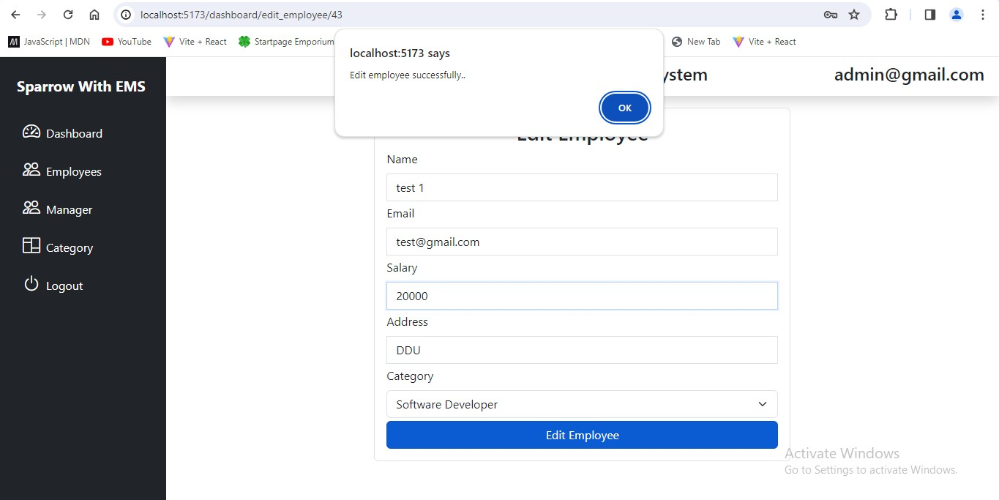 localhost:5173/dashboard/edit_employee/43
JavaScript | MDN
YouTube
Vite + React
Startpage Emporium
New Tab
Vite + React
localhost:5173 says
Edit employee successfully..
OK
Sparrow With EMS
Dashboard
Employees
Manager
Category
Logout
ystem
admin@gmail.com
Edit Employee
Name
test 1
Email
test@gmail.com
Salary
20000
Address
DDU
Category
Software Developer
Edit Employee
Activate Windows
Go to Settings to activate Windows.